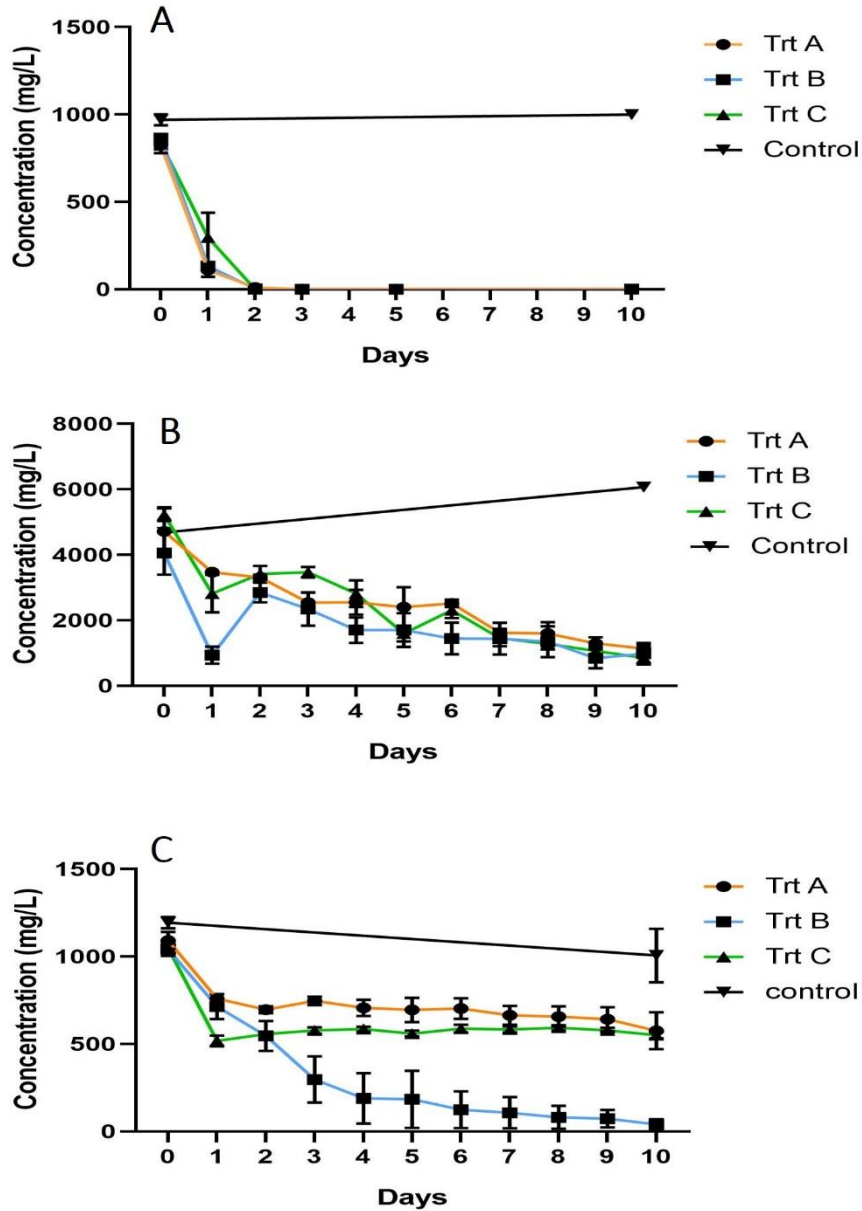 A
Concentration (mg/L)
1500
1000
500
0
0 1 2 3 4 5 6 7 8 9 10
Days
Trt A
Trt B
Trt C
Control
B
Concentration (mg/L)
8000
6000
4000
2000
0
0 1 2 3 4 5 6 7 8 9 10
Days
Trt A
Trt B
Trt C
Control
C
Concentration (mg/L)
1500
1000
500
0
0 1 2 3 4 5 6 7 8 9 10
Days
Trt A
Trt B
Trt C
control